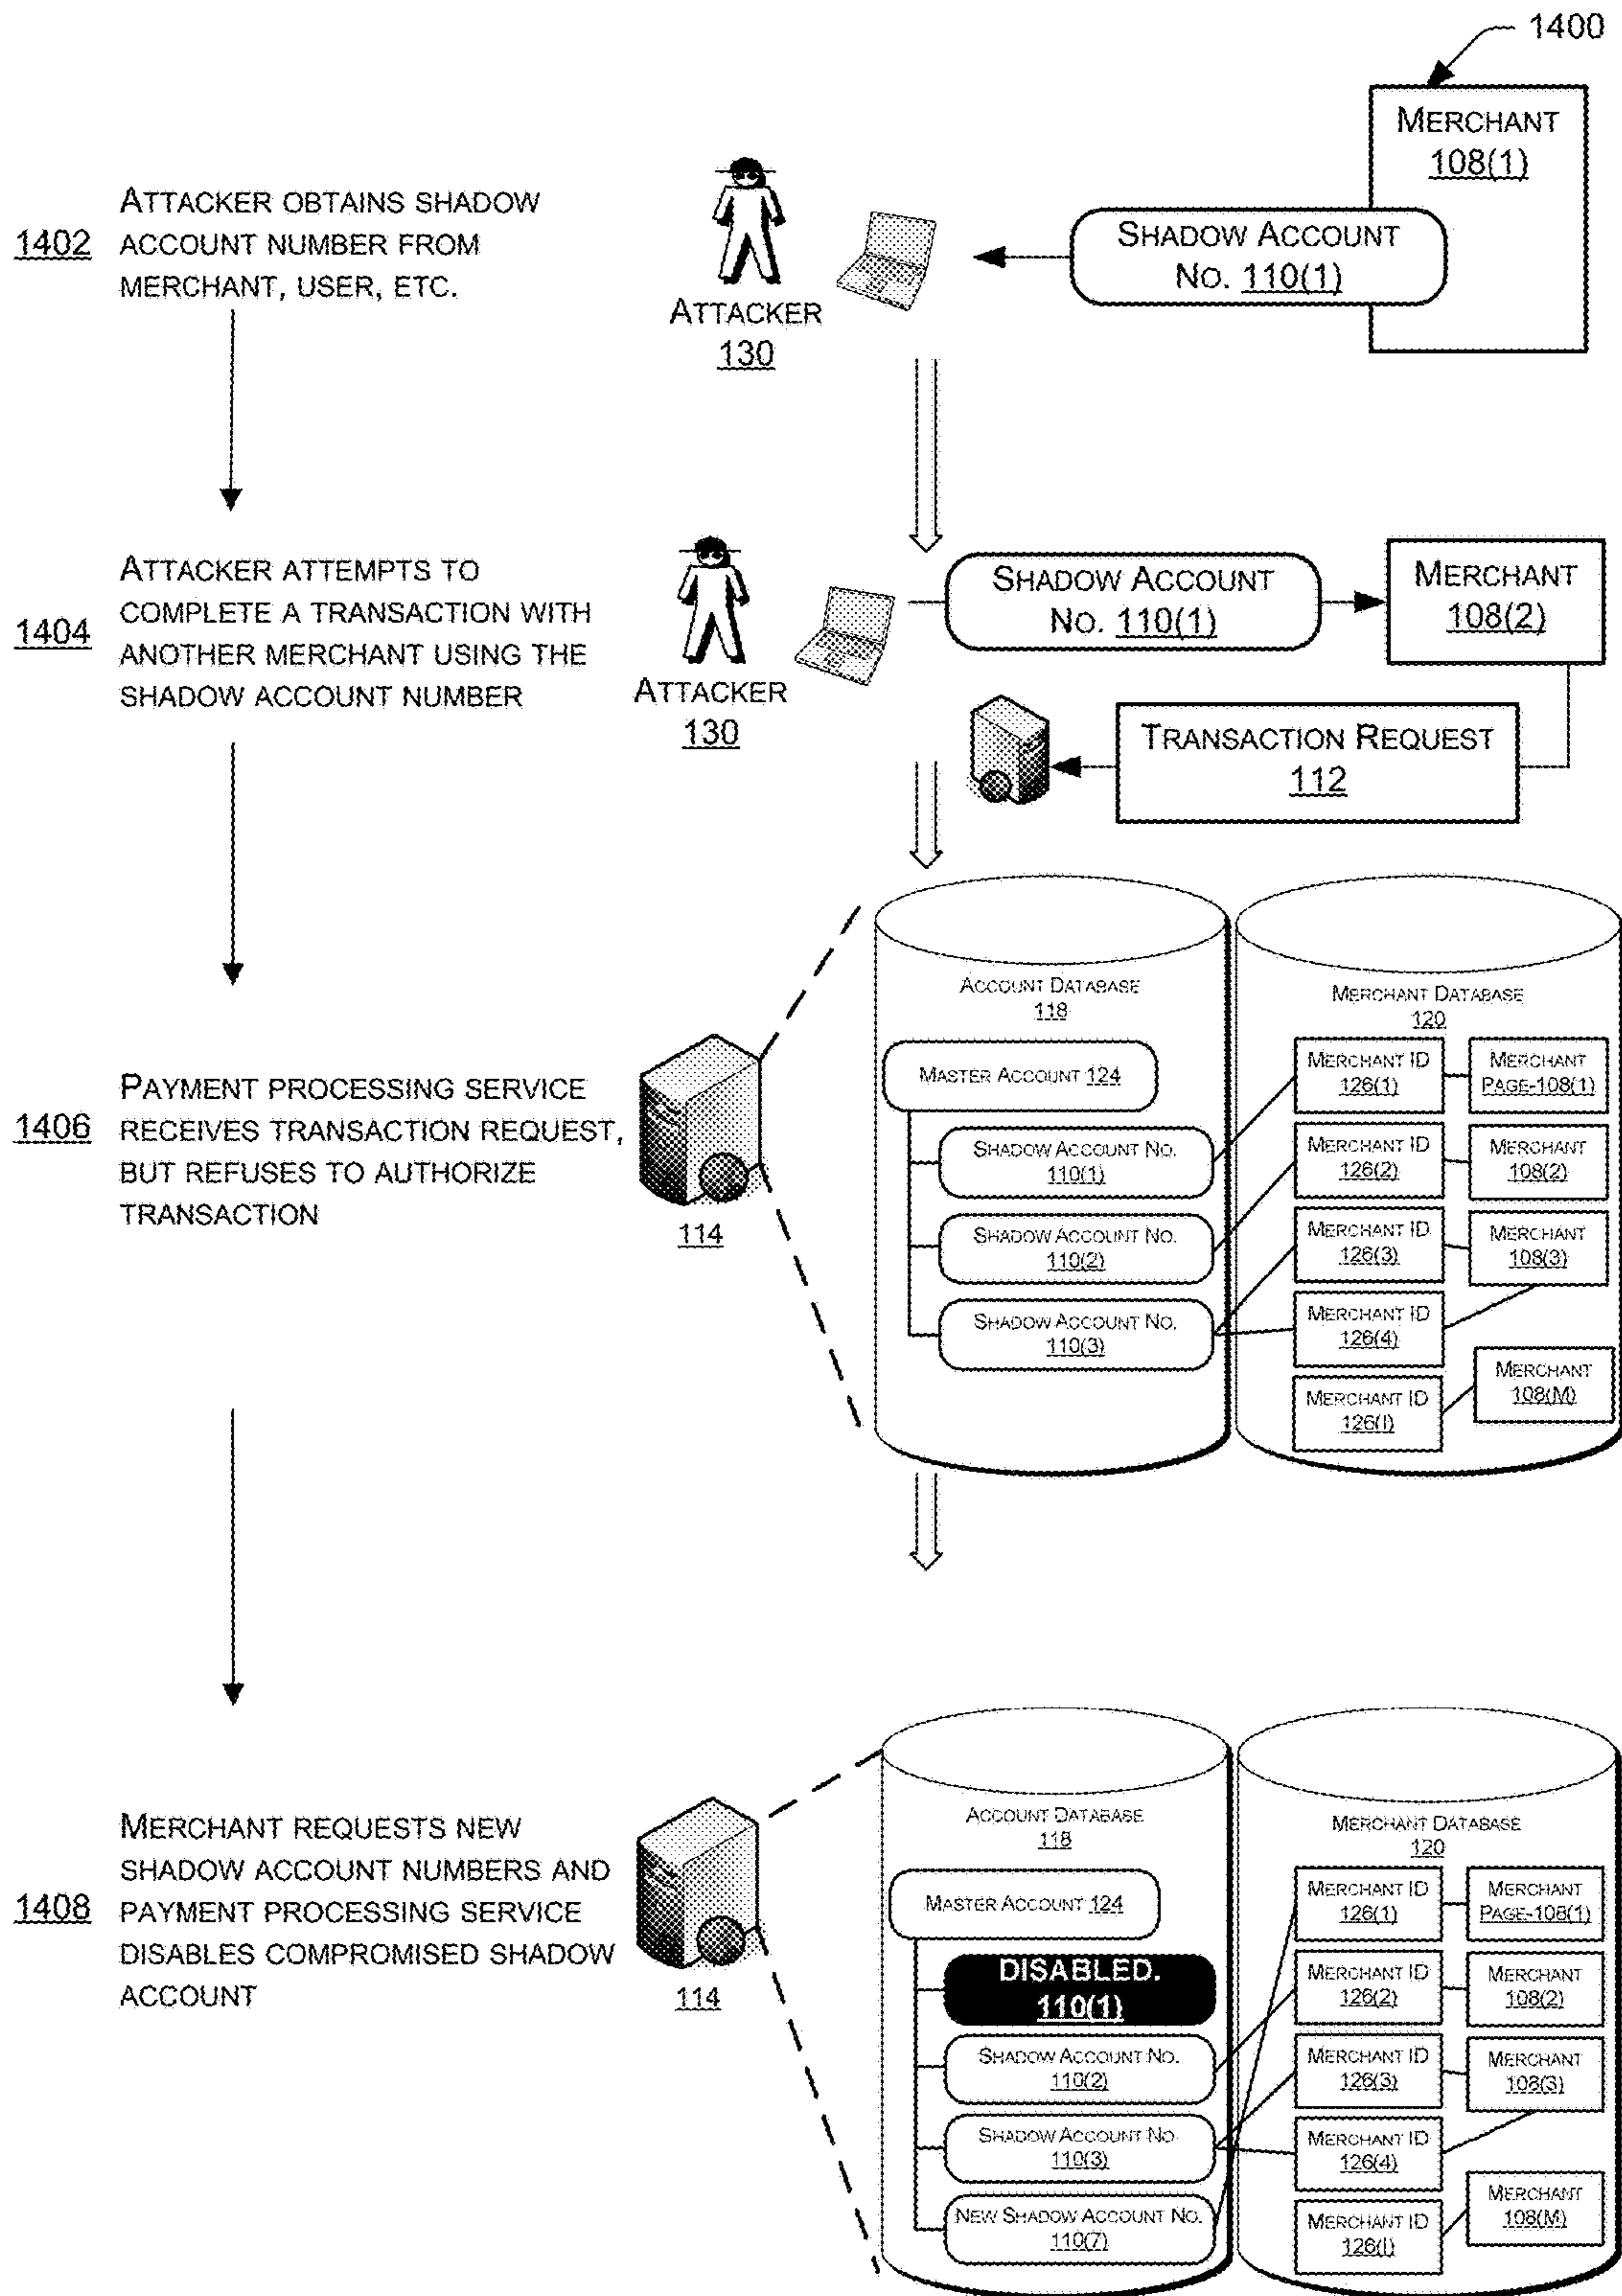 1400
MERCHANT
108(1)
1402
ATTACKER OBTAINS SHADOW
ACCOUNT NUMBER FROM
MERCHANT, USER, ETC.
ATTACKER
130
SHADOW ACCOUNT
NO. 110(1)
1404
ATTACKER ATTEMPTS TO
COMPLETE A TRANSACTION WITH
ANOTHER MERCHANT USING THE
SHADOW ACCOUNT NUMBER
ATTACKER
130
SHADOW ACCOUNT
NO. 110(1)
MERCHANT
108(2)
TRANSACTION REQUEST
112
1406
PAYMENT PROCESSING SERVICE
RECEIVES TRANSACTION REQUEST,
BUT REFUSES TO AUTHORIZE
TRANSACTION
114
ACCOUNT DATABASE
118
MASTER ACCOUNT 124
SHADOW ACCOUNT NO.
110(1)
SHADOW ACCOUNT NO.
110(2)
SHADOW ACCOUNT NO.
110(3)
MERCHANT DATABASE
120
MERCHANT ID
126(1)
MERCHANT
PAGE-108(1)
MERCHANT ID
126(2)
MERCHANT
108(2)
MERCHANT ID
126(3)
MERCHANT
108(3)
MERCHANT ID
126(4)
MERCHANT ID
126(I)
MERCHANT
108(M)
1408
MERCHANT REQUESTS NEW
SHADOW ACCOUNT NUMBERS AND
PAYMENT PROCESSING SERVICE
DISABLES COMPROMISED SHADOW
ACCOUNT
114
ACCOUNT DATABASE
118
MASTER ACCOUNT 124
DISABLED.
110(1)
SHADOW ACCOUNT NO.
110(2)
SHADOW ACCOUNT NO.
110(3)
NEW SHADOW ACCOUNT NO.
110(7)
MERCHANT DATABASE
120
MERCHANT ID
126(1)
MERCHANT
PAGE-108(1)
MERCHANT ID
126(2)
MERCHANT
108(2)
MERCHANT ID
126(3)
MERCHANT
108(3)
MERCHANT ID
126(4)
MERCHANT ID
126(I)
MERCHANT
108(M)